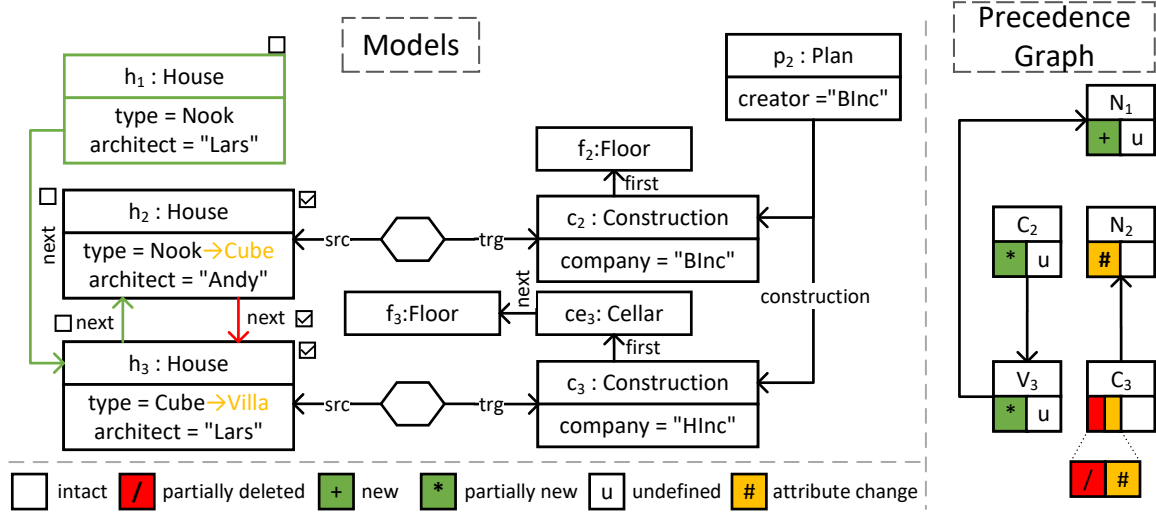 Models
h₁ : House
type = Nook
architect = "Lars"
next
h₂ : House
type = Nook→Cube
architect = "Andy"
next
next
h₃ : House
type = Cube→Villa
architect = "Lars"
src
trg
src
trg
p₂ : Plan
creator ="BInc"
f₂:Floor
first
c₂ : Construction
company = "BInc"
construction
f₃:Floor
next
ce₃: Cellar
first
c₃ : Construction
company = "HInc"
Precedence
Graph
N₁
+ u
C₂
* u
N₂
#
V₃
* u
C₃
/ #
intact
/ partially deleted
+ new
* partially new
u undefined
# attribute change